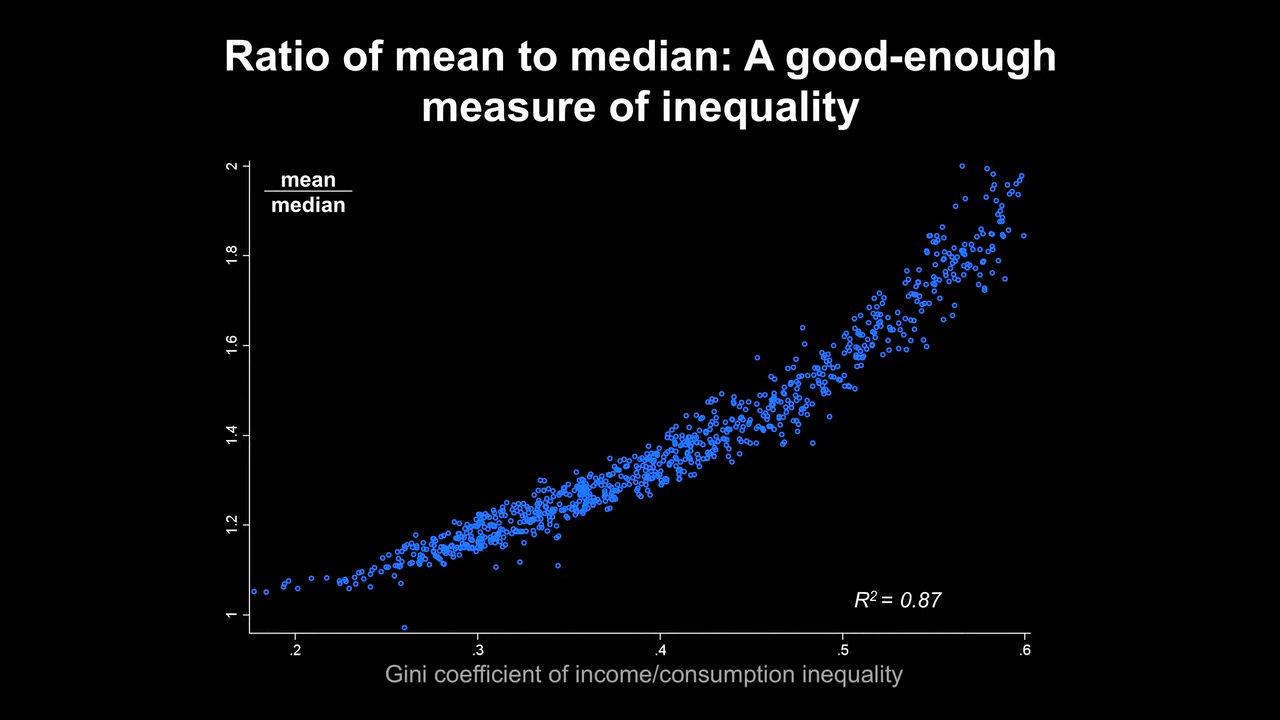 Ratio of mean to median: A good-enough
measure of inequality
mean
median
2
1.8
1.6
1.4
1.2
1
R² = 0.87
.2
.3
.4
.5
.6
Gini coefficient of income/consumption inequality